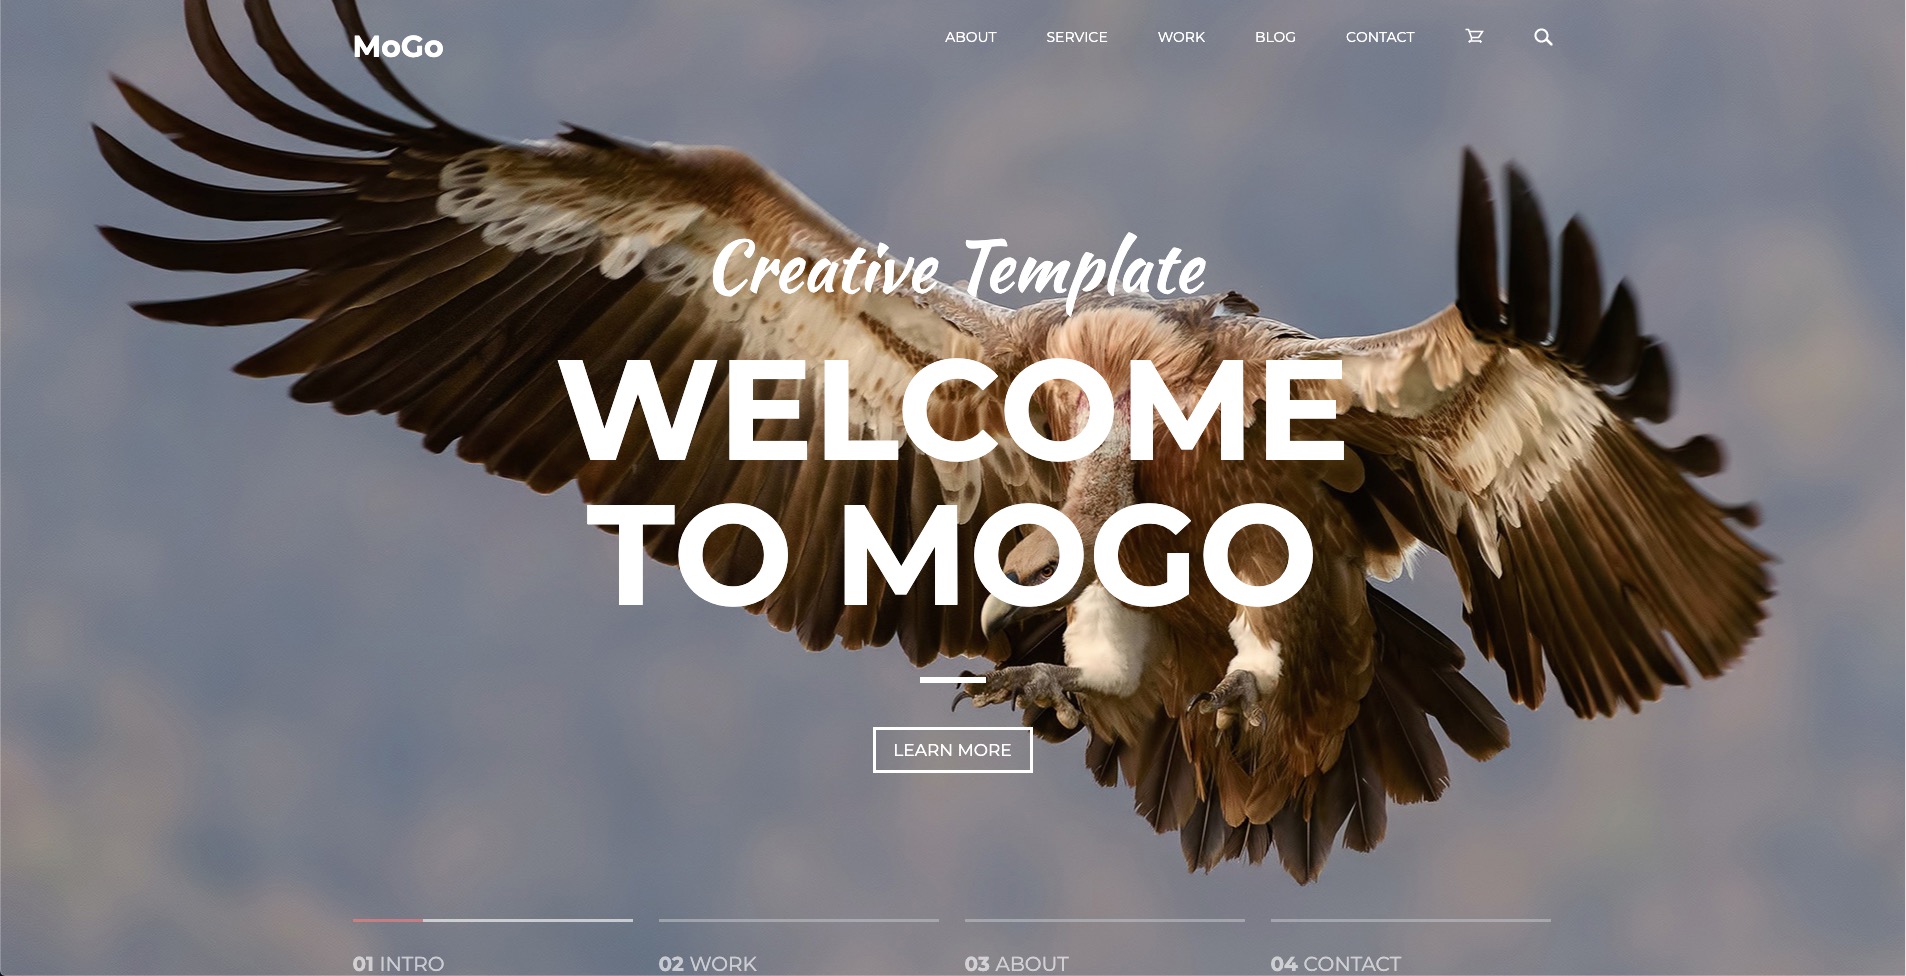 MoGo
ABOUT SERVICE WORK BLOG CONTACT
Creative Template
WELCOME
TO MOGO
LEARN MORE
01 INTRO 02 WORK 03 ABOUT 04 CONTACT